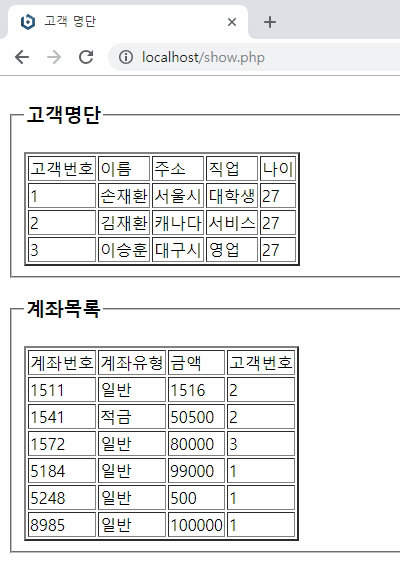 고객 명단
localhost/show.php
고객명단
고객번호 이름 주소 직업 나이
1 손재환 서울시 대학생 27
2 김재환 캐나다 서비스 27
3 이승훈 대구시 영업 27
계좌목록
계좌번호 계좌유형 금액 고객번호
1511 일반 1516 2
1541 적금 50500 2
1572 일반 80000 3
5184 일반 99000 1
5248 일반 500 1
8985 일반 100000 1